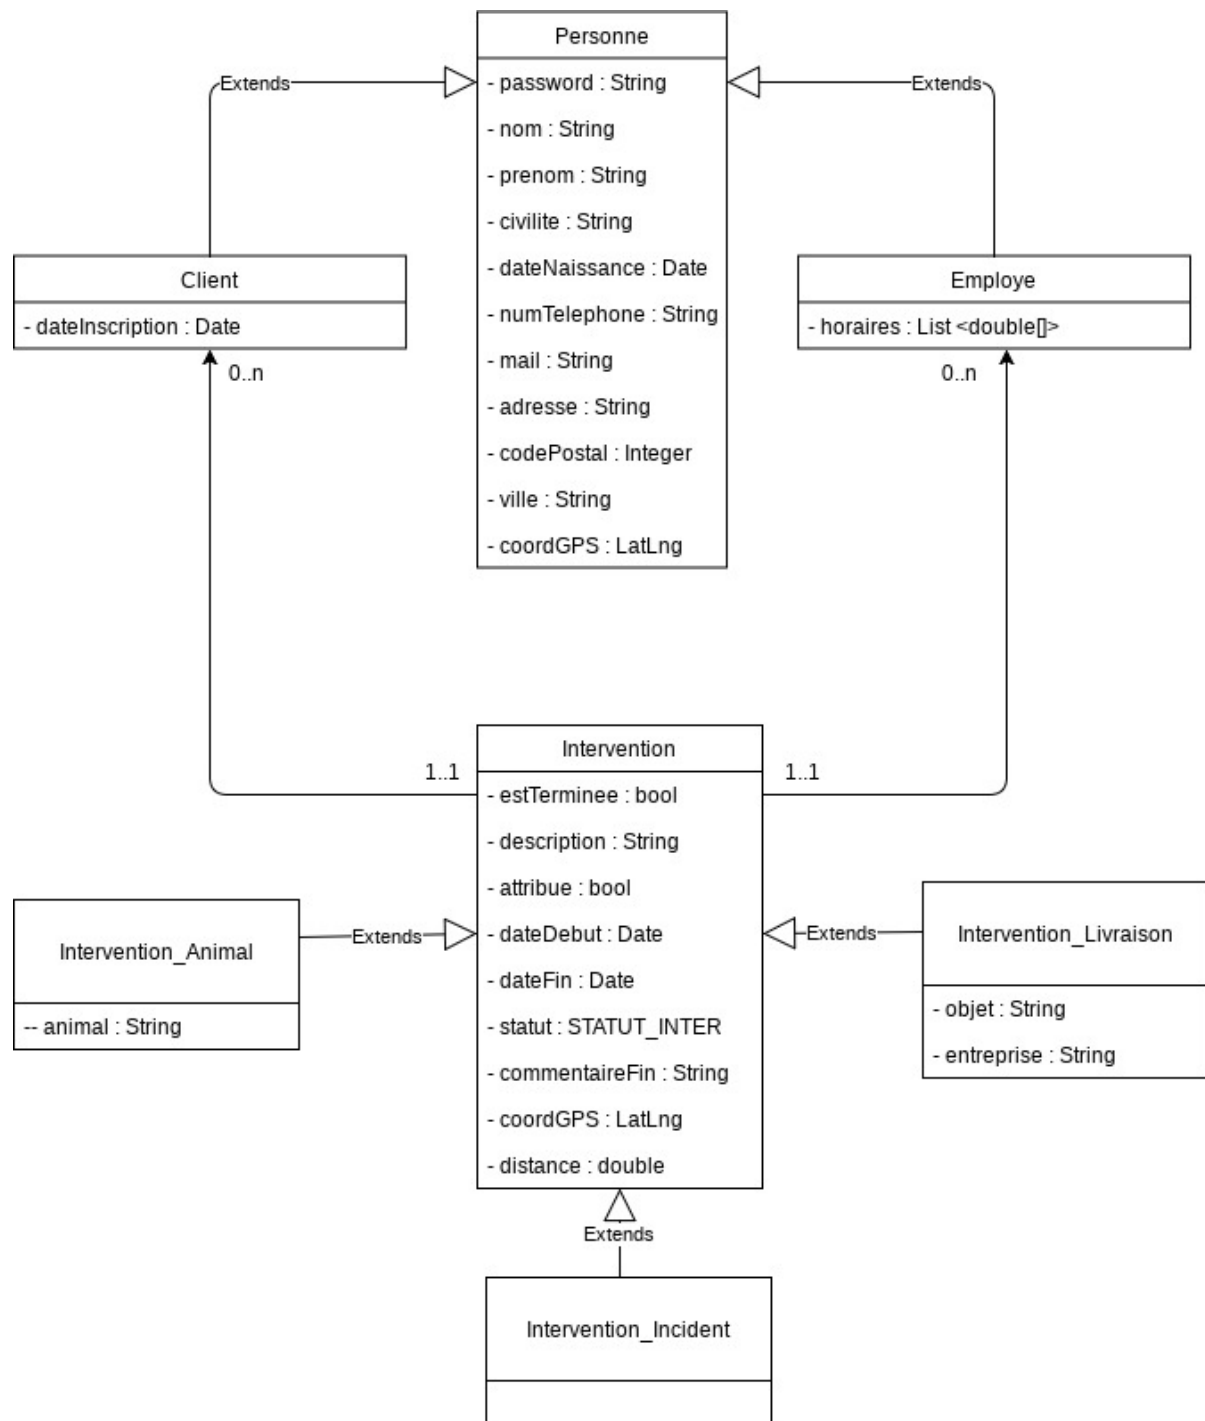 Personne
- password : String
- nom : String
- prenom : String
- civilite : String
- dateNaissance : Date
- numTelephone : String
- mail : String
- adresse : String
- codePostal : Integer
- ville : String
- coordGPS : LatLng
Extends
Extends
Client
- dateInscription : Date
0..n
Employe
- horaires : List <double[]>
0..n
Intervention
- estTerminee : bool
- description : String
- attribue : bool
- dateDebut : Date
- dateFin : Date
- statut : STATUT_INTER
- commentaireFin : String
- coordGPS : LatLng
- distance : double
1..1
1..1
Intervention_Animal
-- animal : String
Extends
Extends
Intervention_Livraison
- objet : String
- entreprise : String
Extends
Intervention_Incident